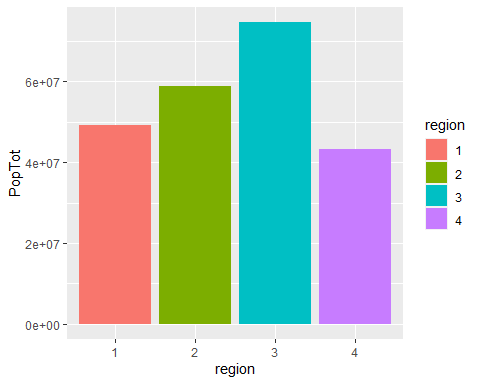 PopTot
6e+07
4e+07
2e+07
0e+00
1 2 3 4
region
region
1
2
3
4